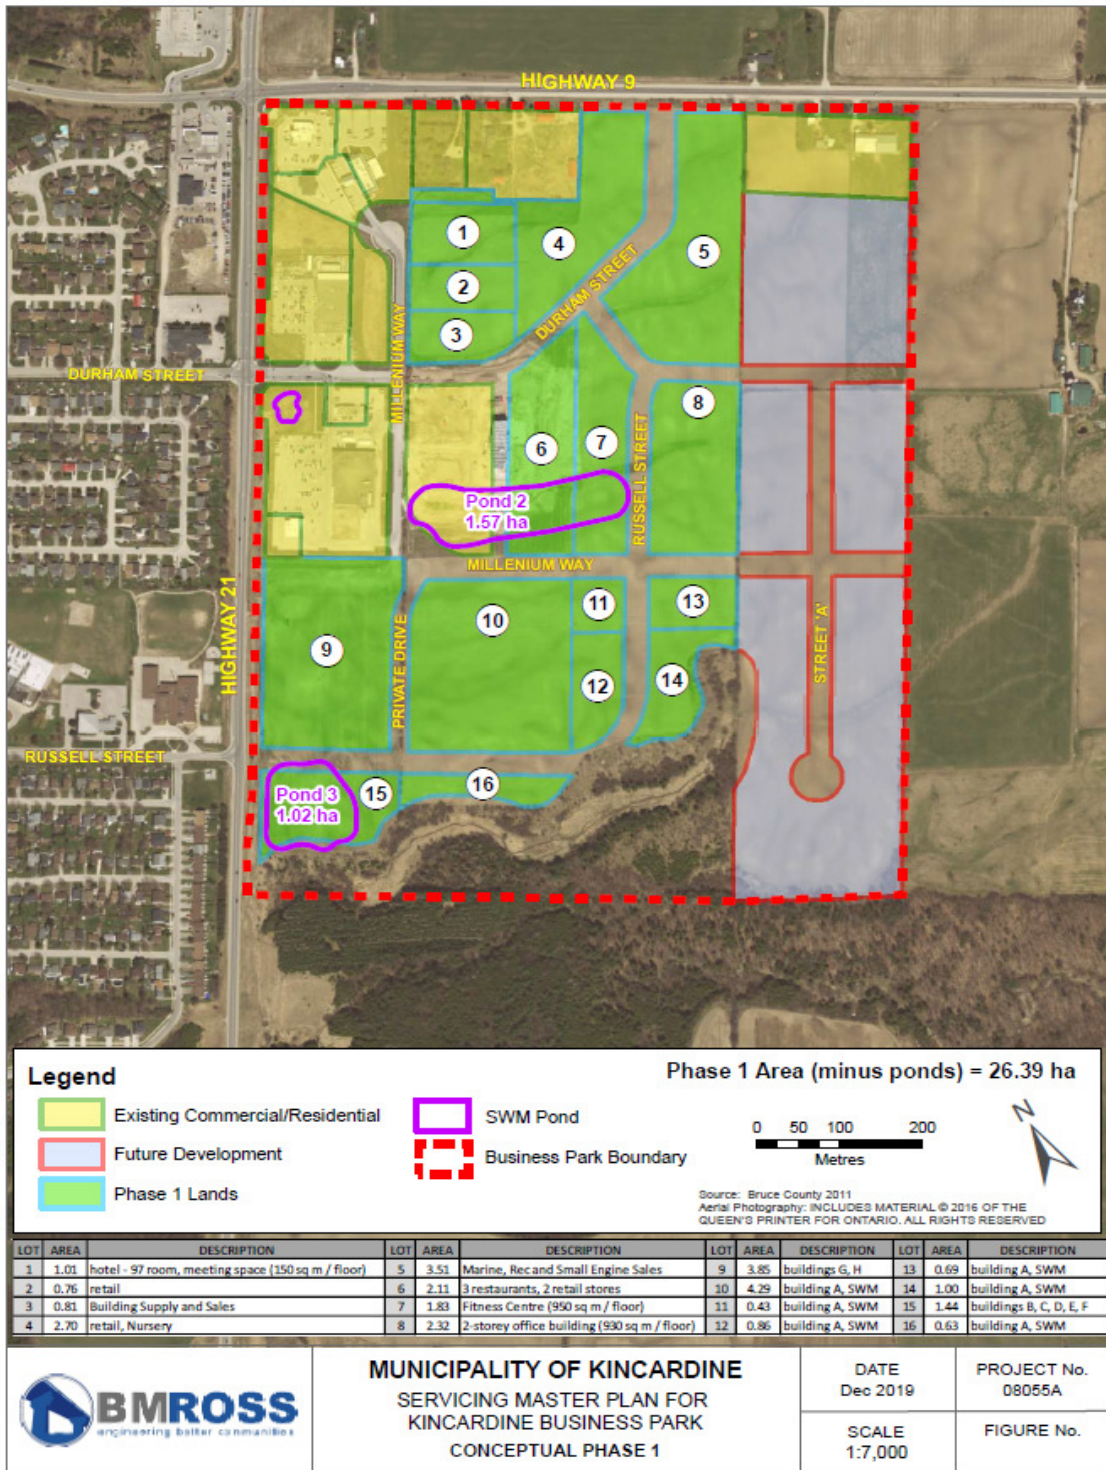 HIGHWAY 9
1
2
3
4
5
DURHAM STREET
MILLENIUM WAY
DURHAM STREET
6
7
8
RUSSELL STREET
Pond 2
1.57 ha
MILLENIUM WAY
HIGHWAY 21
9
10
11
12
13
14
PRIVATE DRIVE
STREET 'A'
RUSSELL STREET
Pond 3
1.02 ha
15
16
Legend
Existing Commercial/Residential
Future Development
Phase 1 Lands
SWM Pond
Business Park Boundary
Phase 1 Area (minus ponds) = 26.39 ha
0 50 100 200
Metres
N
Source: Bruce County 2011
Aerial Photography: INCLUDES MATERIAL © 2016 OF THE
QUEEN'S PRINTER FOR ONTARIO. ALL RIGHTS RESERVED
LOT AREA DESCRIPTION LOT AREA DESCRIPTION LOT AREA DESCRIPTION LOT AREA DESCRIPTION
1 1.01 hotel - 97 room, meeting space (150 sq m / floor) 5 3.51 Marine, Rec and Small Engine Sales 9 3.85 buildings G, H 13 0.69 building A, SWM
2 0.76 retail 6 2.11 3 restaurants, 2 retail stores 10 4.29 building A, SWM 14 1.00 building A, SWM
3 0.81 Building Supply and Sales 7 1.83 Fitness Centre (950 sq m / floor) 11 0.43 building A, SWM 15 1.44 buildings B, C, D, E, F
4 2.70 retail, Nursery 8 2.32 2-storey office building (930 sq m / floor) 12 0.86 building A, SWM 16 0.63 building A, SWM
BMROSS
engineering better communities
MUNICIPALITY OF KINCARDINE
SERVICING MASTER PLAN FOR
KINCARDINE BUSINESS PARK
CONCEPTUAL PHASE 1
DATE
Dec 2019
PROJECT No.
08055A
SCALE
1:7,000
FIGURE No.